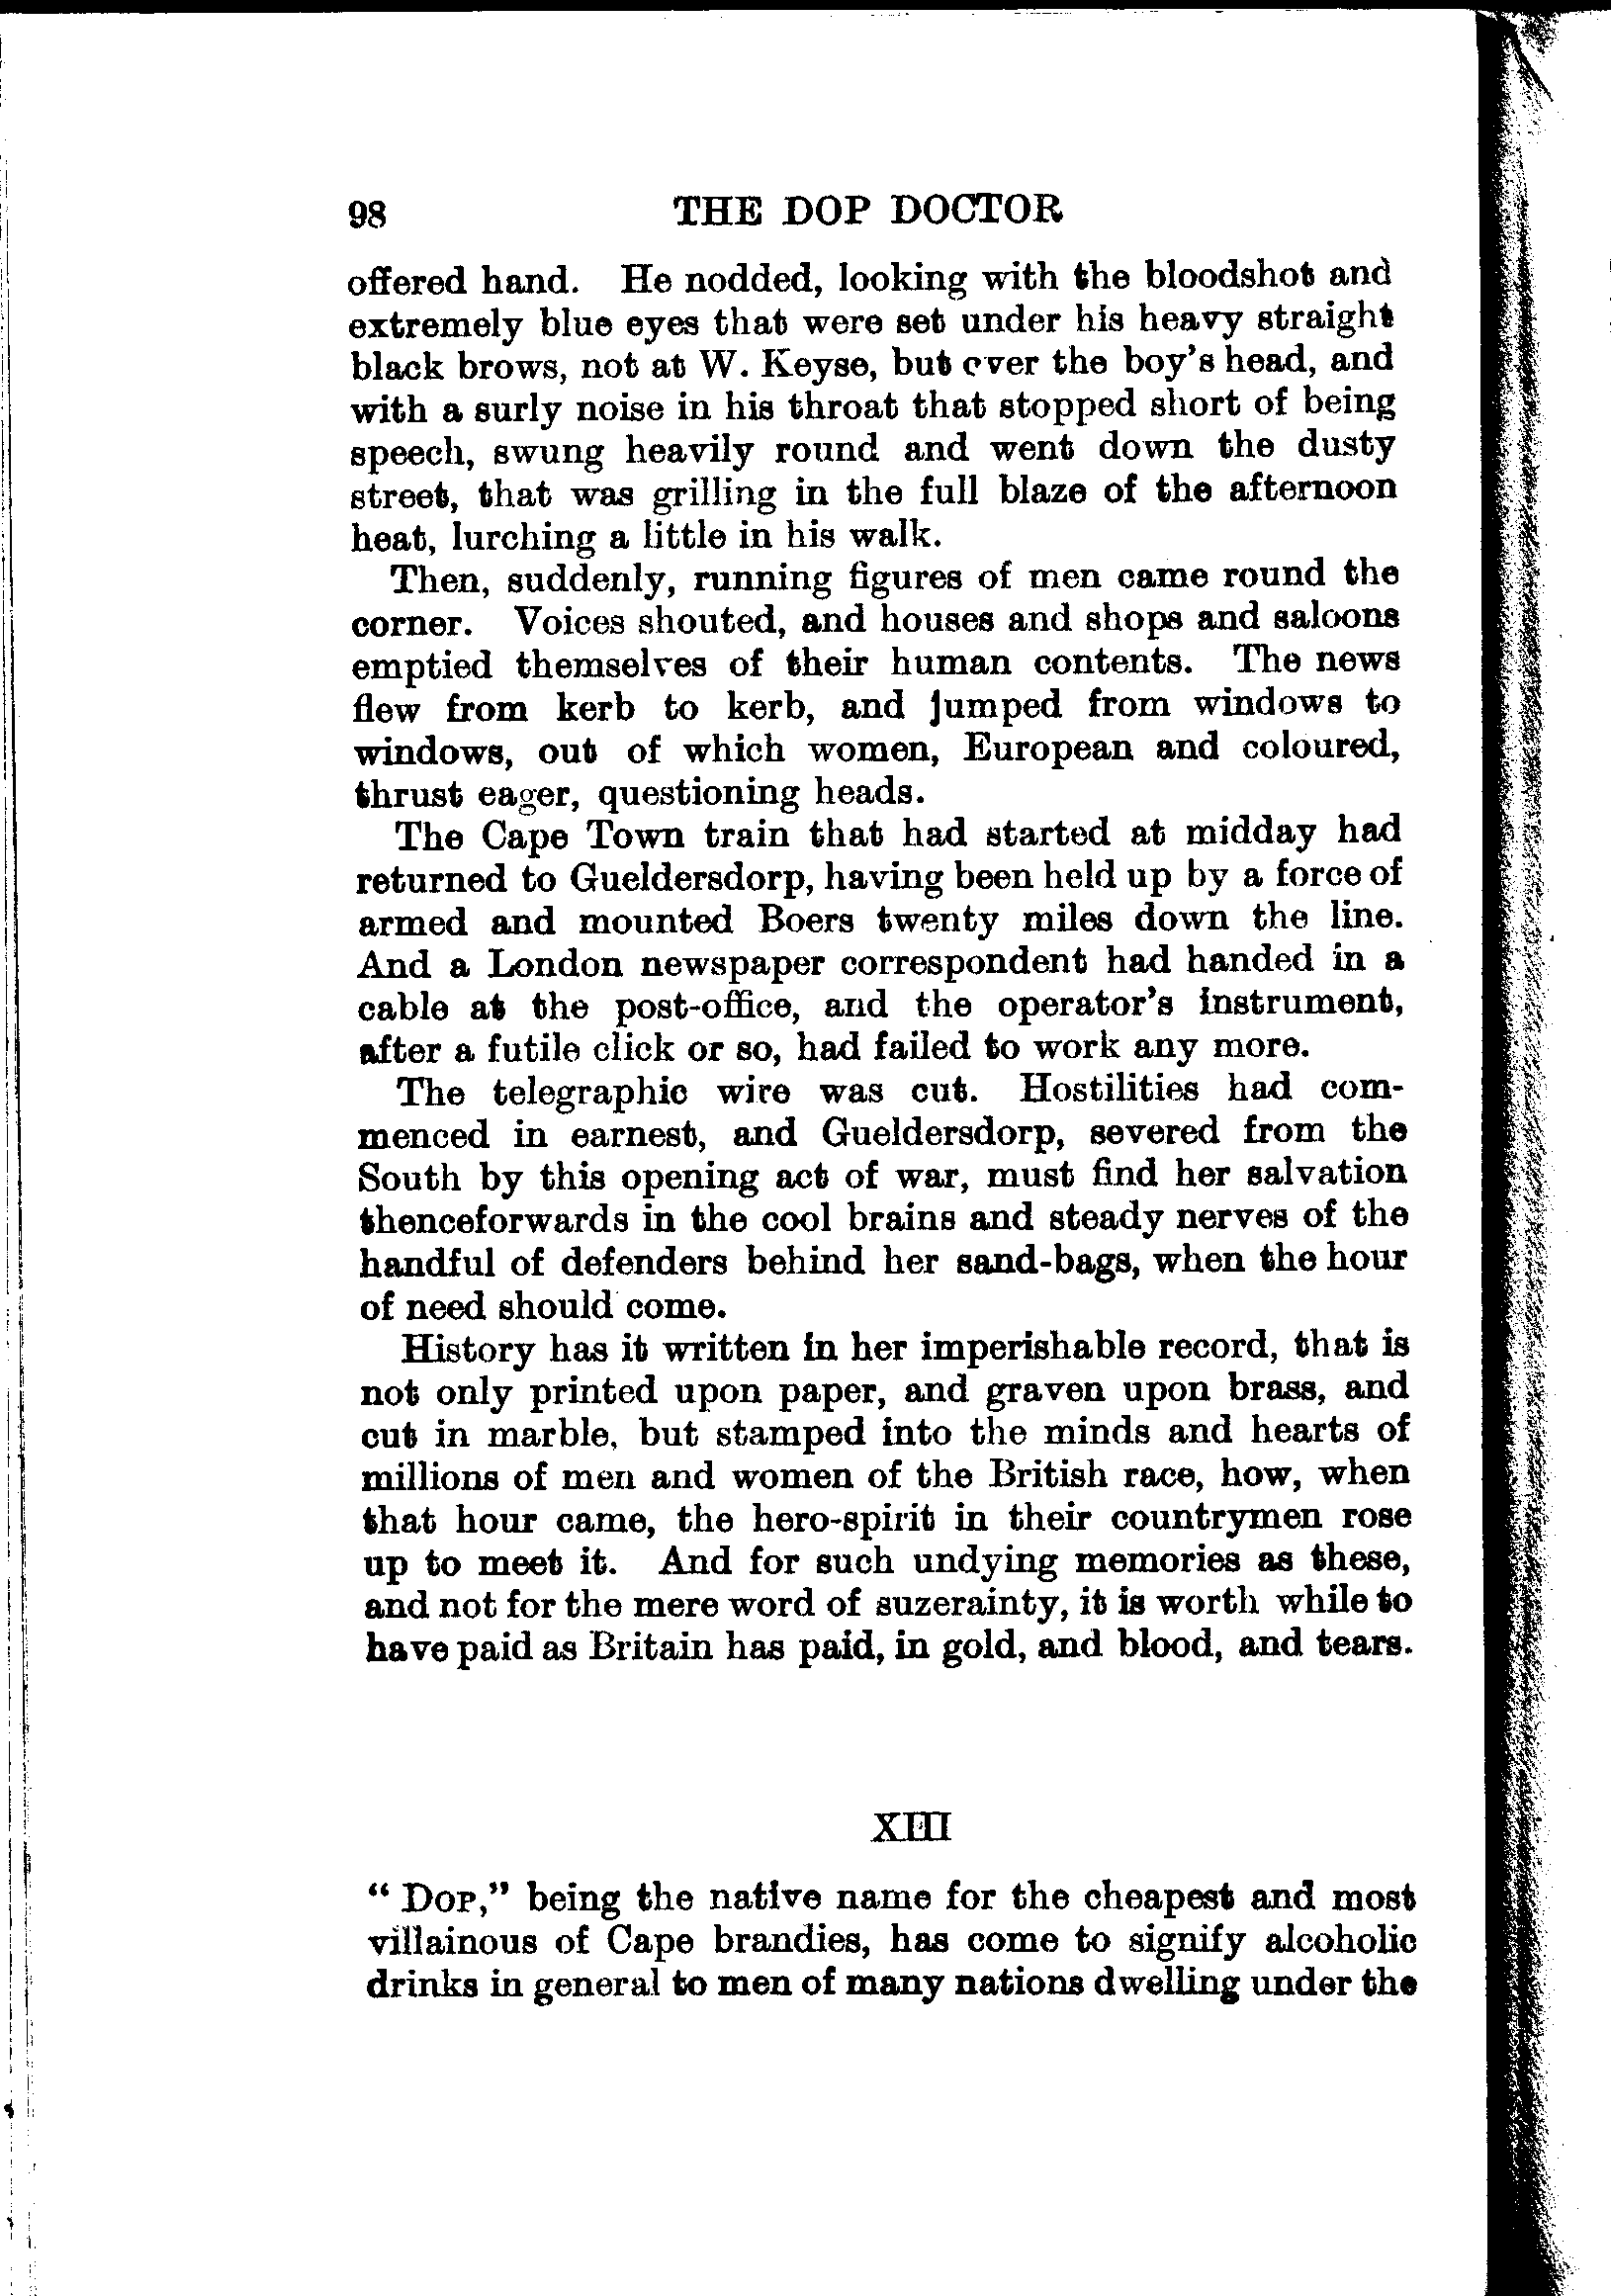 98 THE DOP DOCTOR
offered hand. He nodded, looking with the bloodshot and
extremely blue eyes that were set under his heavy straight
black brows, not at W. Keyse, but over the boy's head, and
with a surly noise in his throat that stopped short of being
speech, swung heavily round and went down the dusty
street, that was grilling in the full blaze of the afternoon
heat, lurching a little in his walk.
Then, suddenly, running figures of men came round the
corner. Voices shouted, and houses and shops and saloons
emptied themselves of their human contents. The news
flew from kerb to kerb, and jumped from windows to
windows, out of which women, European and coloured,
thrust eager, questioning heads.
The Cape Town train that had started at midday had
returned to Gueldersdorp, having been held up by a force of
armed and mounted Boers twenty miles down the line.
And a London newspaper correspondent had handed in a
cable at the post-office, and the operator's instrument,
after a futile click or so, had failed to work any more.
The telegraphic wire was cut. Hostilities had com-
menced in earnest, and Gueldersdorp, severed from the
South by this opening act of war, must find her salvation
thenceforwards in the cool brains and steady nerves of the
handful of defenders behind her sand-bags, when the hour
of need should come.
History has it written in her imperishable record, that is
not only printed upon paper, and graven upon brass, and
cut in marble, but stamped into the minds and hearts of
millions of men and women of the British race, how, when
that hour came, the hero-spirit in their countrymen rose
up to meet it. And for such undying memories as these,
and not for the mere word of suzerainty, it is worth while to
have paid as Britain has paid, in gold, and blood, and tears.
XIII
"DOP," being the native name for the cheapest and most
villainous of Cape brandies, has come to signify alcoholic
drinks in general to men of many nations dwelling under the